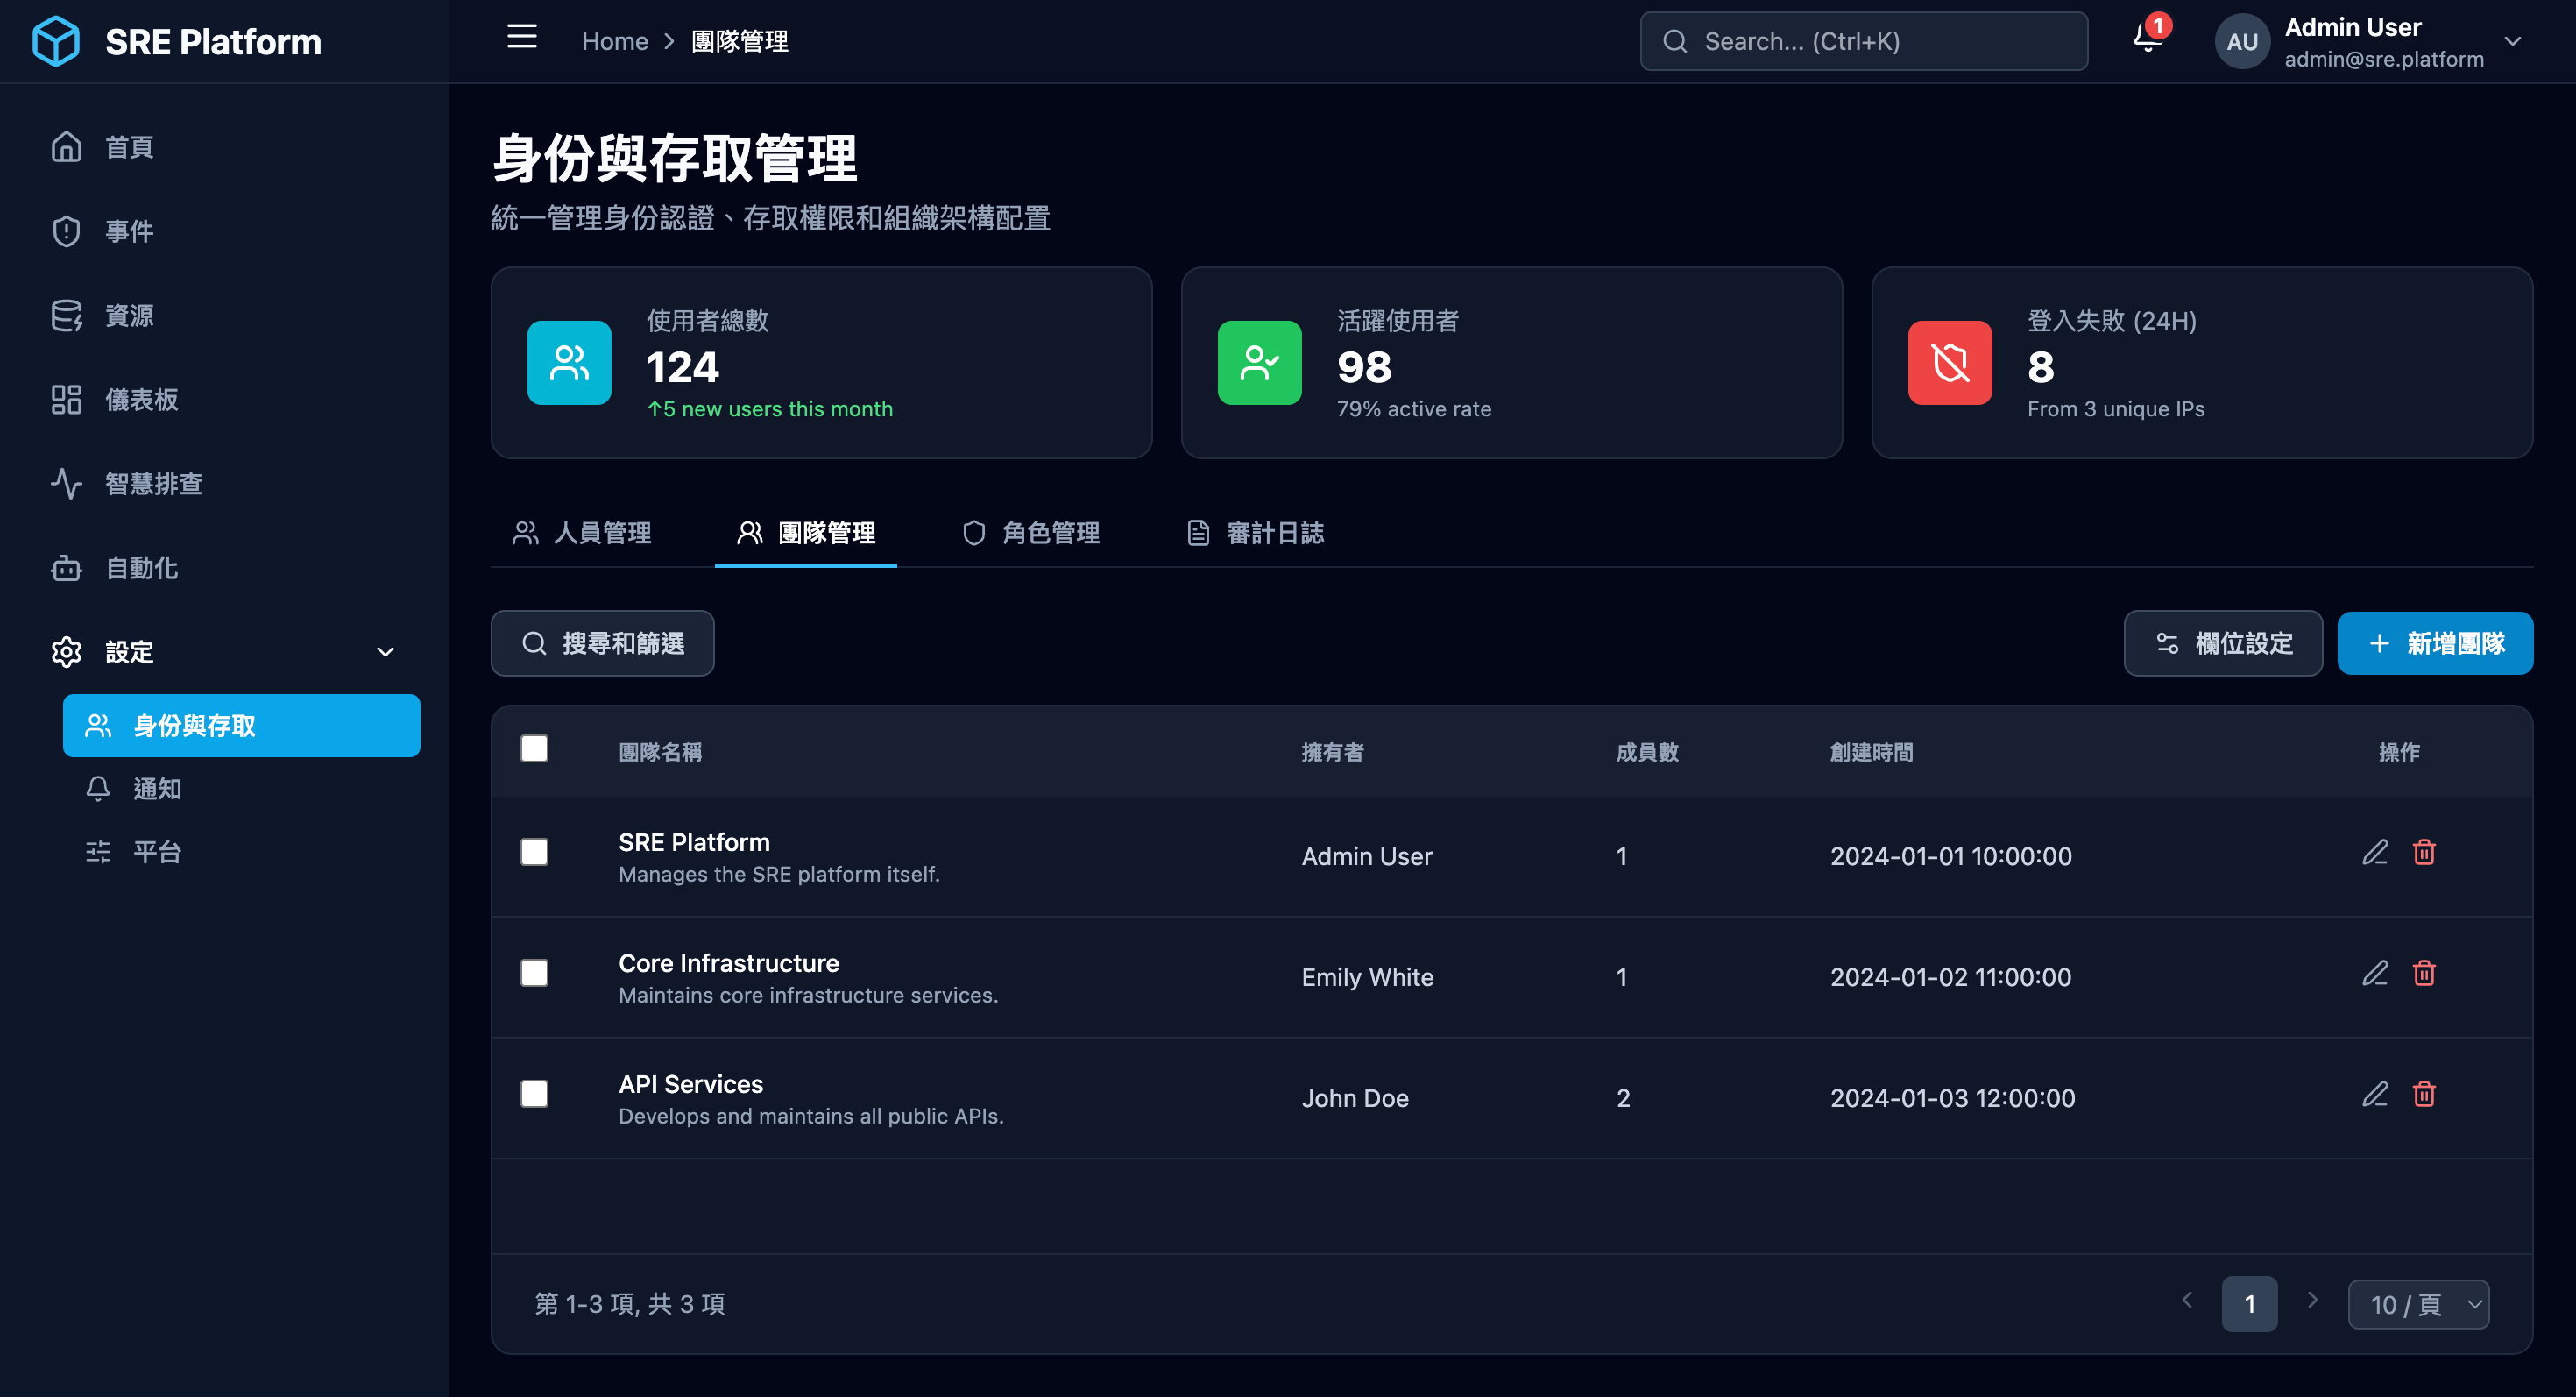 SRE Platform
Home > 團隊管理
Search... (Ctrl+K)
1
AU
Admin User
admin@sre.platform
首頁
事件
資源
儀表板
智慧排查
自動化
設定
身份與存取
通知
平台
身份與存取管理
統一管理身份認證、存取權限和組織架構配置
使用者總數
124
↑5 new users this month
活躍使用者
98
79% active rate
登入失敗 (24H)
8
From 3 unique IPs
人員管理 團隊管理 角色管理 審計日誌
搜尋和篩選
欄位設定
新增團隊
團隊名稱 擁有者 成員數 創建時間 操作
SRE Platform
Manages the SRE platform itself.
Admin User 1 2024-01-01 10:00:00
Core Infrastructure
Maintains core infrastructure services.
Emily White 1 2024-01-02 11:00:00
API Services
Develops and maintains all public APIs.
John Doe 2 2024-01-03 12:00:00
第 1-3 項, 共 3 項
1
10 / 頁